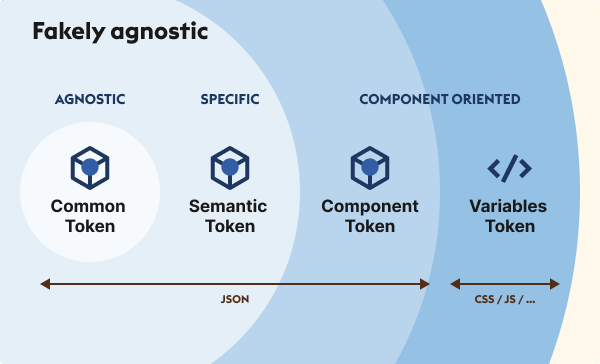 Fakely agnostic
AGNOSTIC
SPECIFIC
COMPONENT ORIENTED
Common
Token
Semantic
Token
Component
Token
Variables
Token
JSON
CSS / JS / ...